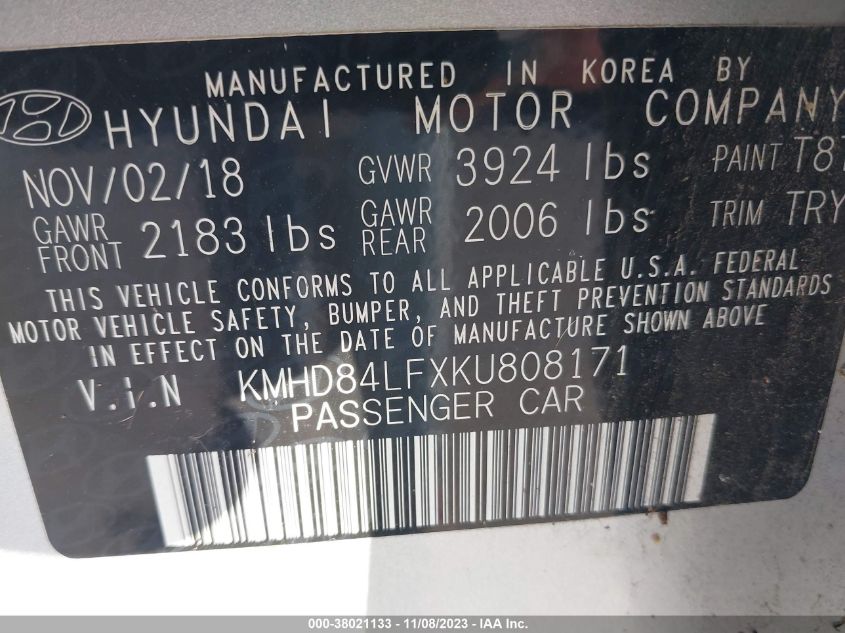 MANUFACTURED IN KOREA BY
HYUNDAI MOTOR COMPANY
NOV/02/18 GVWR 3924 lbs PAINT T8
GAWR FRONT 2183 lbs GAWR REAR 2006 lbs TRIM TRY
THIS VEHICLE CONFORMS TO ALL APPLICABLE U.S.A. FEDERAL
MOTOR VEHICLE SAFETY, BUMPER, AND THEFT PREVENTION STANDARDS
IN EFFECT ON THE DATE OF MANUFACTURE SHOWN ABOVE
V.i.N KMHD84LFXKU808171
PASSENGER CAR
000-38021133 - 11/08/2023 - IAA Inc.